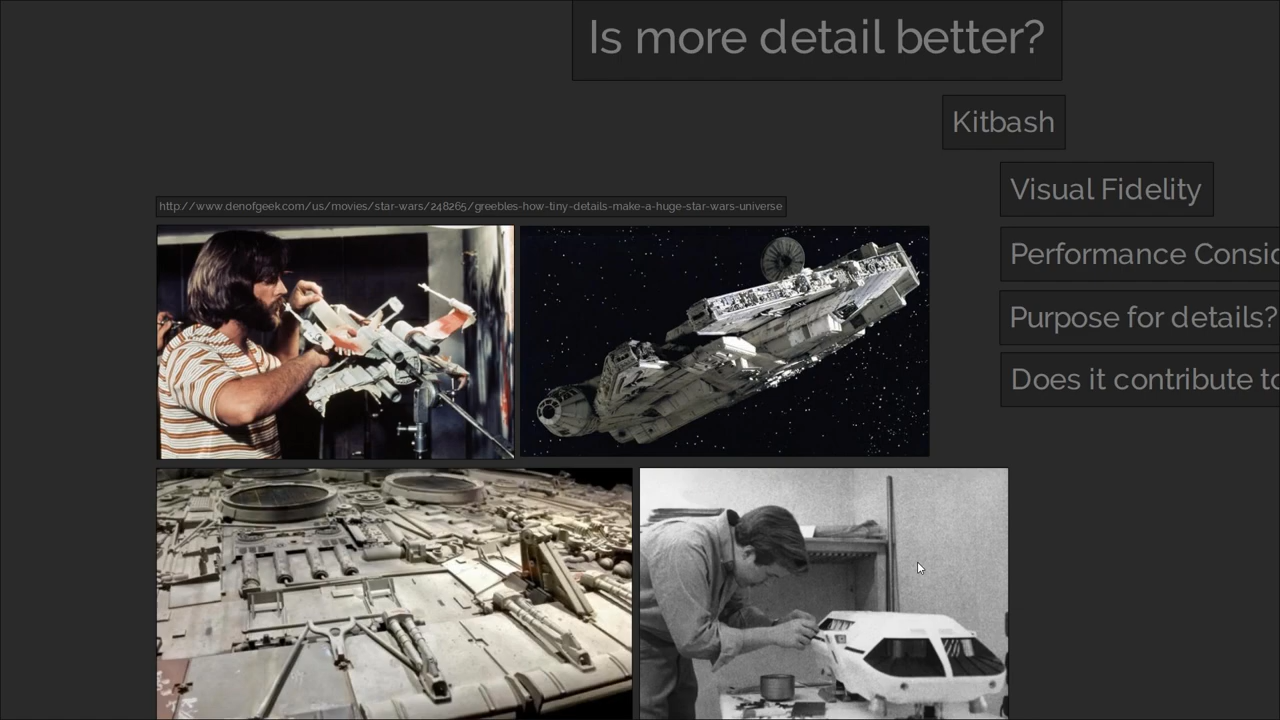 Is more detail better?
Kitbash
Visual Fidelity
http://www.denofgeek.com/us/movies/star-wars/248265/greebles-how-tiny-details-make-a-huge-star-wars-universe
Performance Consid
Purpose for details?
Does it contribute to